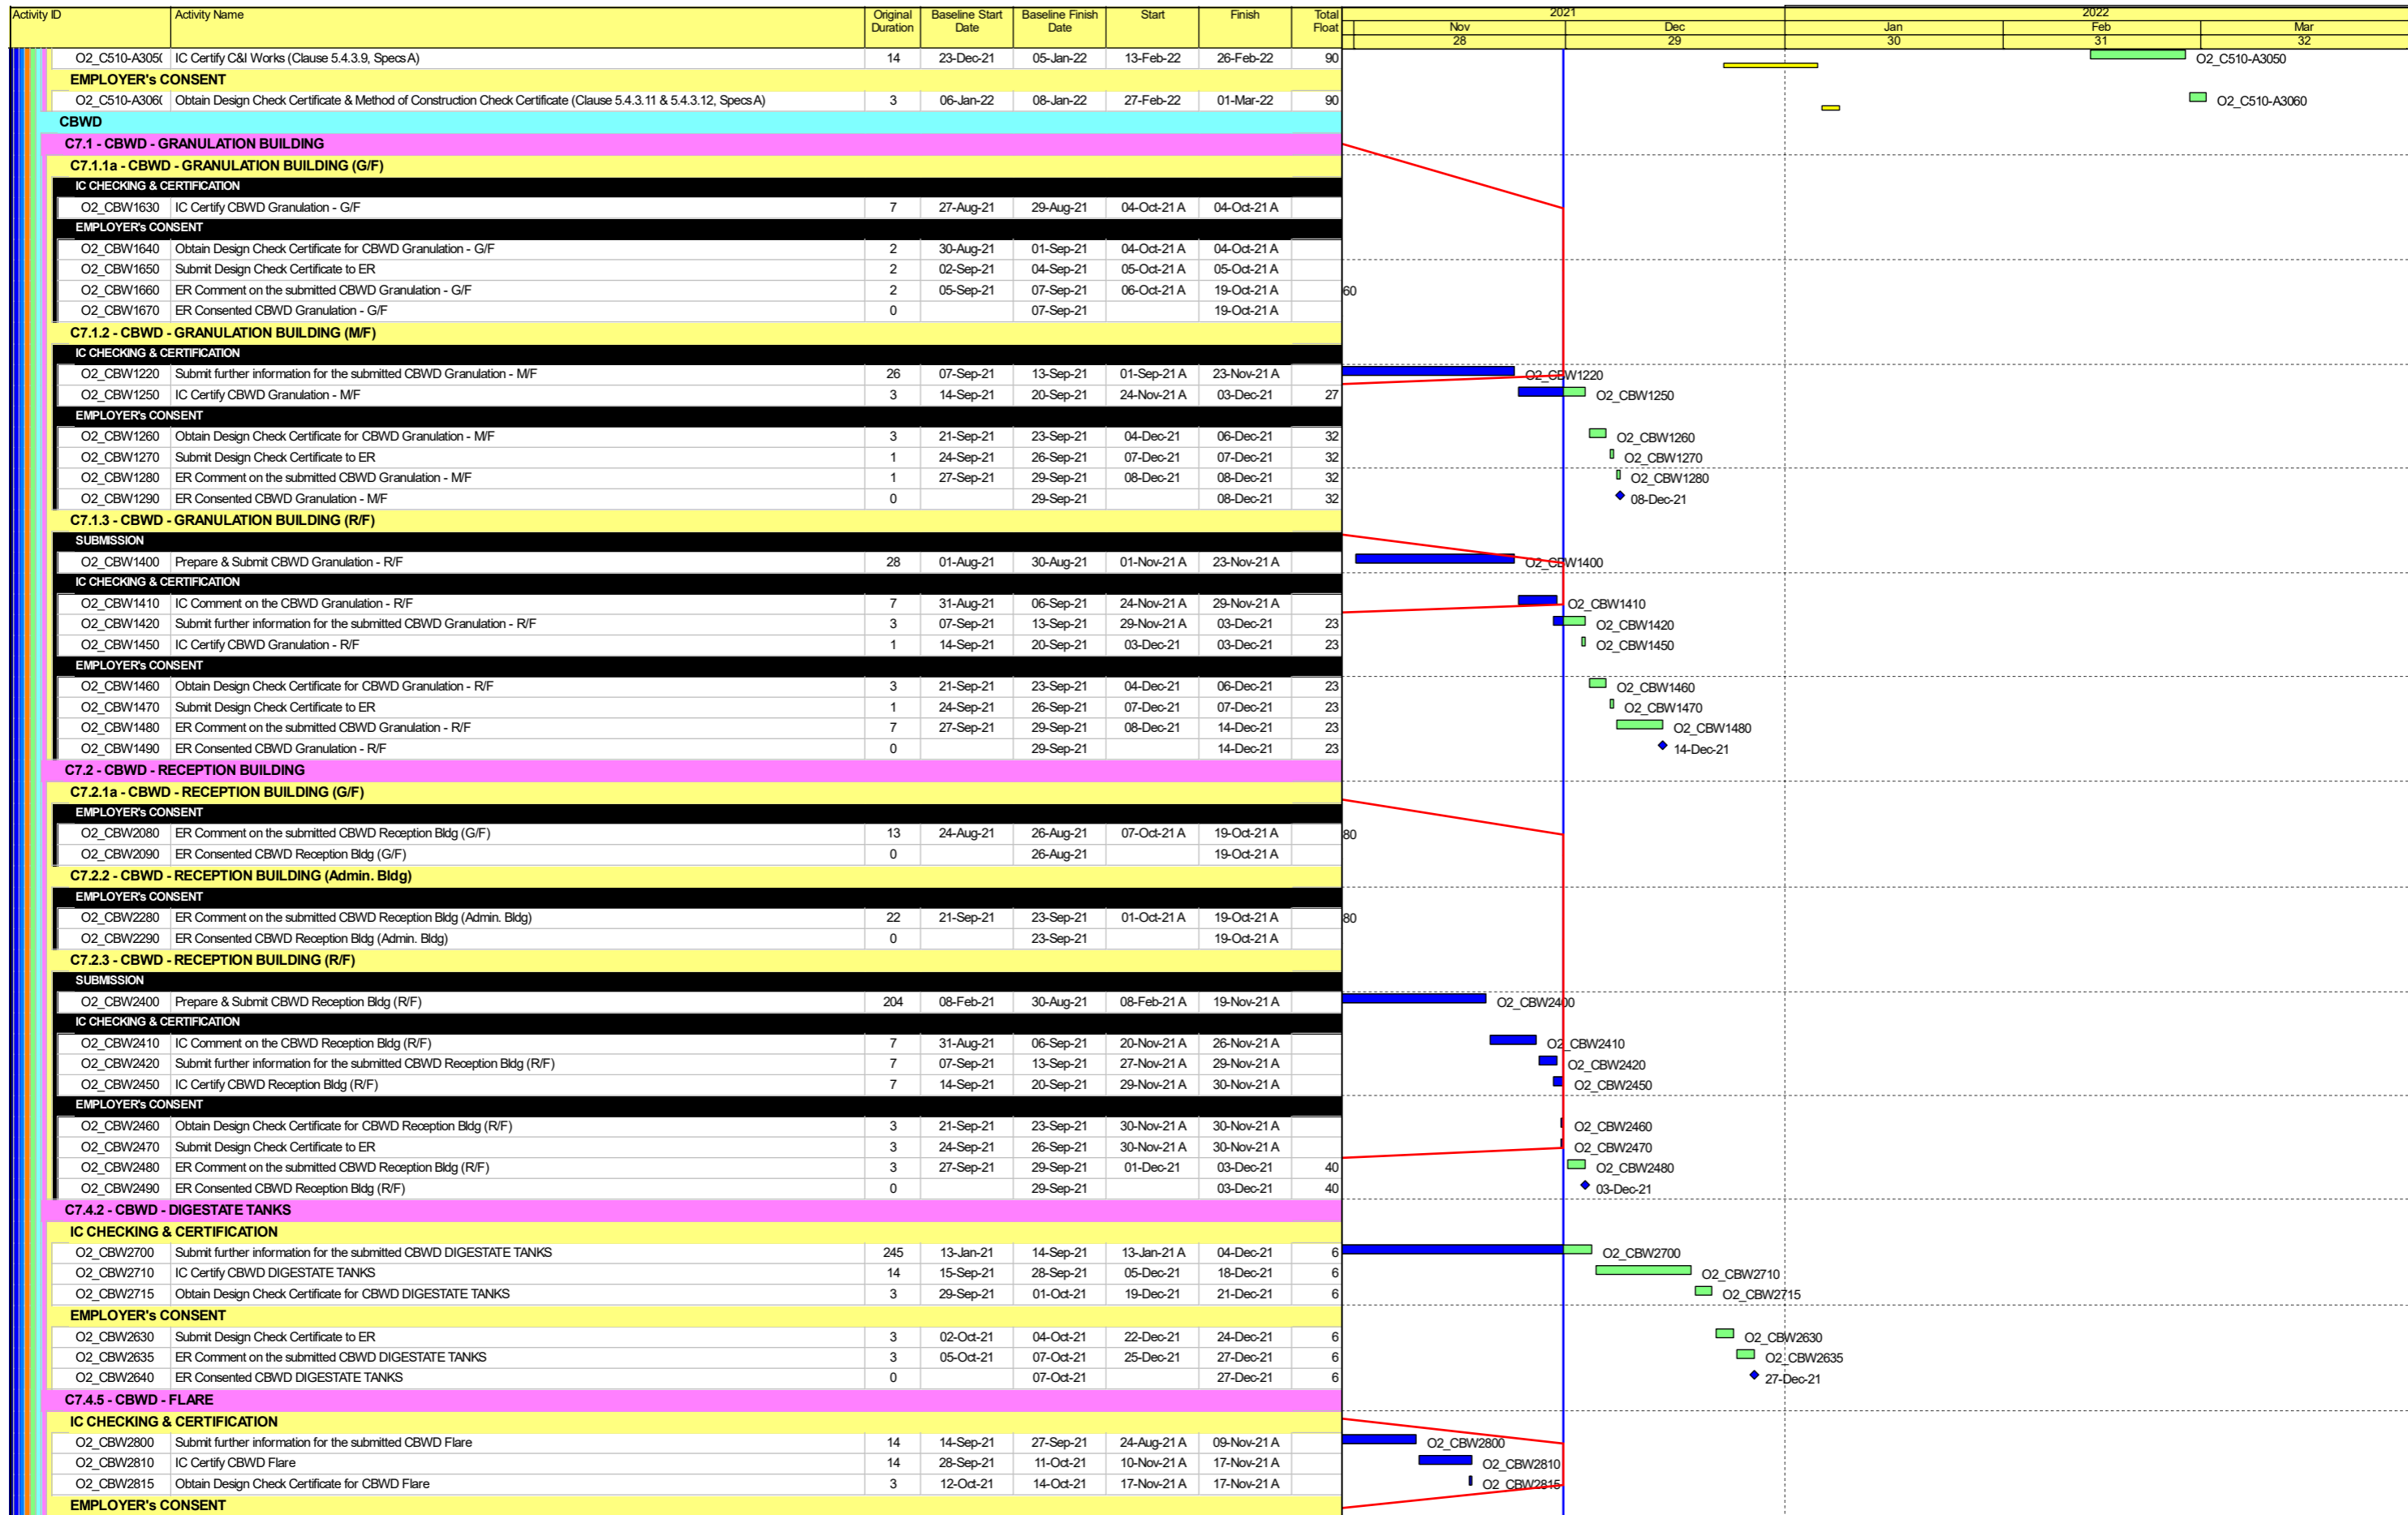 Activity ID Activity Name Original Duration Baseline Start Date Baseline Finish Date Start Finish Total Float 2021 2022
Nov Dec Jan Feb Mar
28 29 30 31 32
O2_C510-A305( IC Certify C&I Works (Clause 5.4.3.9, SpecsA) 14 23-Dec-21 05-Jan-22 13-Feb-22 26-Feb-22 90 O2_C510-A3050
EMPLOYER's CONSENT
O2_C510-A306( Obtain Design Check Certificate & Method of Construction Check Certificate (Clause 5.4.3.11 & 5.4.3.12, SpecsA) 3 06-Jan-22 08-Jan-22 27-Feb-22 01-Mar-22 90 O2_C510-A3060
CBWD
C7.1 - CBWD - GRANULATION BUILDING
C7.1.1a - CBWD - GRANULATION BUILDING (G/F)
IC CHECKING & CERTIFICATION
O2_CBW1630 IC Certify CBWD Granulation - G/F 7 27-Aug-21 29-Aug-21 04-Oct-21 A 04-Oct-21 A
EMPLOYER's CONSENT
O2_CBW1640 Obtain Design Check Certificate for CBWD Granulation - G/F 2 30-Aug-21 01-Sep-21 04-Oct-21 A 04-Oct-21 A
O2_CBW1650 Submit Design Check Certificate to ER 2 02-Sep-21 04-Sep-21 05-Oct-21 A 05-Oct-21 A
O2_CBW1660 ER Comment on the submitted CBWD Granulation - G/F 2 05-Sep-21 07-Sep-21 06-Oct-21 A 19-Oct-21 A 60
O2_CBW1670 ER Consented CBWD Granulation - G/F 0 07-Sep-21 19-Oct-21 A
C7.1.2 - CBWD - GRANULATION BUILDING (M/F)
IC CHECKING & CERTIFICATION
O2_CBW1220 Submit further information for the submitted CBWD Granulation - M/F 26 07-Sep-21 13-Sep-21 01-Sep-21 A 23-Nov-21 A O2_CBW1220
O2_CBW1250 IC Certify CBWD Granulation - M/F 3 14-Sep-21 20-Sep-21 24-Nov-21 A 03-Dec-21 27 O2_CBW1250
EMPLOYER's CONSENT
O2_CBW1260 Obtain Design Check Certificate for CBWD Granulation - M/F 3 21-Sep-21 23-Sep-21 04-Dec-21 06-Dec-21 32 O2_CBW1260
O2_CBW1270 Submit Design Check Certificate to ER 1 24-Sep-21 26-Sep-21 07-Dec-21 07-Dec-21 32 O2_CBW1270
O2_CBW1280 ER Comment on the submitted CBWD Granulation - M/F 1 27-Sep-21 29-Sep-21 08-Dec-21 08-Dec-21 32 O2_CBW1280
O2_CBW1290 ER Consented CBWD Granulation - M/F 0 29-Sep-21 08-Dec-21 32 08-Dec-21
C7.1.3 - CBWD - GRANULATION BUILDING (R/F)
SUBMISSION
O2_CBW1400 Prepare & Submit CBWD Granulation - R/F 28 01-Aug-21 30-Aug-21 01-Nov-21 A 23-Nov-21 A O2_CBW1400
IC CHECKING & CERTIFICATION
O2_CBW1410 IC Comment on the CBWD Granulation - R/F 7 31-Aug-21 06-Sep-21 24-Nov-21 A 29-Nov-21 A O2_CBW1410
O2_CBW1420 Submit further information for the submitted CBWD Granulation - R/F 3 07-Sep-21 13-Sep-21 29-Nov-21 A 03-Dec-21 23 O2_CBW1420
O2_CBW1450 IC Certify CBWD Granulation - R/F 1 14-Sep-21 20-Sep-21 03-Dec-21 03-Dec-21 23 O2_CBW1450
EMPLOYER's CONSENT
O2_CBW1460 Obtain Design Check Certificate for CBWD Granulation - R/F 3 21-Sep-21 23-Sep-21 04-Dec-21 06-Dec-21 23 O2_CBW1460
O2_CBW1470 Submit Design Check Certificate to ER 1 24-Sep-21 26-Sep-21 07-Dec-21 07-Dec-21 23 O2_CBW1470
O2_CBW1480 ER Comment on the submitted CBWD Granulation - R/F 7 27-Sep-21 29-Sep-21 08-Dec-21 14-Dec-21 23 O2_CBW1480
O2_CBW1490 ER Consented CBWD Granulation - R/F 0 29-Sep-21 14-Dec-21 23 14-Dec-21
C7.2 - CBWD - RECEPTION BUILDING
C7.2.1a - CBWD - RECEPTION BUILDING (G/F)
EMPLOYER's CONSENT
O2_CBW2080 ER Comment on the submitted CBWD Reception Bldg (G/F) 13 24-Aug-21 26-Aug-21 07-Oct-21 A 19-Oct-21 A 80
O2_CBW2090 ER Consented CBWD Reception Bldg (G/F) 0 26-Aug-21 19-Oct-21 A
C7.2.2 - CBWD - RECEPTION BUILDING (Admin. Bldg)
EMPLOYER's CONSENT
O2_CBW2280 ER Comment on the submitted CBWD Reception Bldg (Admin. Bldg) 22 21-Sep-21 23-Sep-21 01-Oct-21 A 19-Oct-21 A 80
O2_CBW2290 ER Consented CBWD Reception Bldg (Admin. Bldg) 0 23-Sep-21 19-Oct-21 A
C7.2.3 - CBWD - RECEPTION BUILDING (R/F)
SUBMISSION
O2_CBW2400 Prepare & Submit CBWD Reception Bldg (R/F) 204 08-Feb-21 30-Aug-21 08-Feb-21 A 19-Nov-21 A O2_CBW2400
IC CHECKING & CERTIFICATION
O2_CBW2410 IC Comment on the CBWD Reception Bldg (R/F) 7 31-Aug-21 06-Sep-21 20-Nov-21 A 26-Nov-21 A O2_CBW2410
O2_CBW2420 Submit further information for the submitted CBWD Reception Bldg (R/F) 7 07-Sep-21 13-Sep-21 27-Nov-21 A 29-Nov-21 A O2_CBW2420
O2_CBW2450 IC Certify CBWD Reception Bldg (R/F) 7 14-Sep-21 20-Sep-21 29-Nov-21 A 30-Nov-21 A O2_CBW2450
EMPLOYER's CONSENT
O2_CBW2460 Obtain Design Check Certificate for CBWD Reception Bldg (R/F) 3 21-Sep-21 23-Sep-21 30-Nov-21 A 30-Nov-21 A O2_CBW2460
O2_CBW2470 Submit Design Check Certificate to ER 3 24-Sep-21 26-Sep-21 30-Nov-21 A 30-Nov-21 A O2_CBW2470
O2_CBW2480 ER Comment on the submitted CBWD Reception Bldg (R/F) 3 27-Sep-21 29-Sep-21 01-Dec-21 03-Dec-21 40 O2_CBW2480
O2_CBW2490 ER Consented CBWD Reception Bldg (R/F) 0 29-Sep-21 03-Dec-21 40 03-Dec-21
C7.4.2 - CBWD - DIGESTATE TANKS
IC CHECKING & CERTIFICATION
O2_CBW2700 Submit further information for the submitted CBWD DIGESTATE TANKS 245 13-Jan-21 14-Sep-21 13-Jan-21 A 04-Dec-21 6 O2_CBW2700
O2_CBW2710 IC Certify CBWD DIGESTATE TANKS 14 15-Sep-21 28-Sep-21 05-Dec-21 18-Dec-21 6 O2_CBW2710
O2_CBW2715 Obtain Design Check Certificate for CBWD DIGESTATE TANKS 3 29-Sep-21 01-Oct-21 19-Dec-21 21-Dec-21 6 O2_CBW2715
EMPLOYER's CONSENT
O2_CBW2630 Submit Design Check Certificate to ER 3 02-Oct-21 04-Oct-21 22-Dec-21 24-Dec-21 6 O2_CBW2630
O2_CBW2635 ER Comment on the submitted CBWD DIGESTATE TANKS 3 05-Oct-21 07-Oct-21 25-Dec-21 27-Dec-21 6 O2_CBW2635
O2_CBW2640 ER Consented CBWD DIGESTATE TANKS 0 07-Oct-21 27-Dec-21 6 27-Dec-21
C7.4.5 - CBWD - FLARE
IC CHECKING & CERTIFICATION
O2_CBW2800 Submit further information for the submitted CBWD Flare 14 14-Sep-21 27-Sep-21 24-Aug-21 A 09-Nov-21 A O2_CBW2800
O2_CBW2810 IC Certify CBWD Flare 14 28-Sep-21 11-Oct-21 10-Nov-21 A 17-Nov-21 A O2_CBW2810
O2_CBW2815 Obtain Design Check Certificate for CBWD Flare 3 12-Oct-21 14-Oct-21 17-Nov-21 A 17-Nov-21 A O2_CBW2815
EMPLOYER's CONSENT